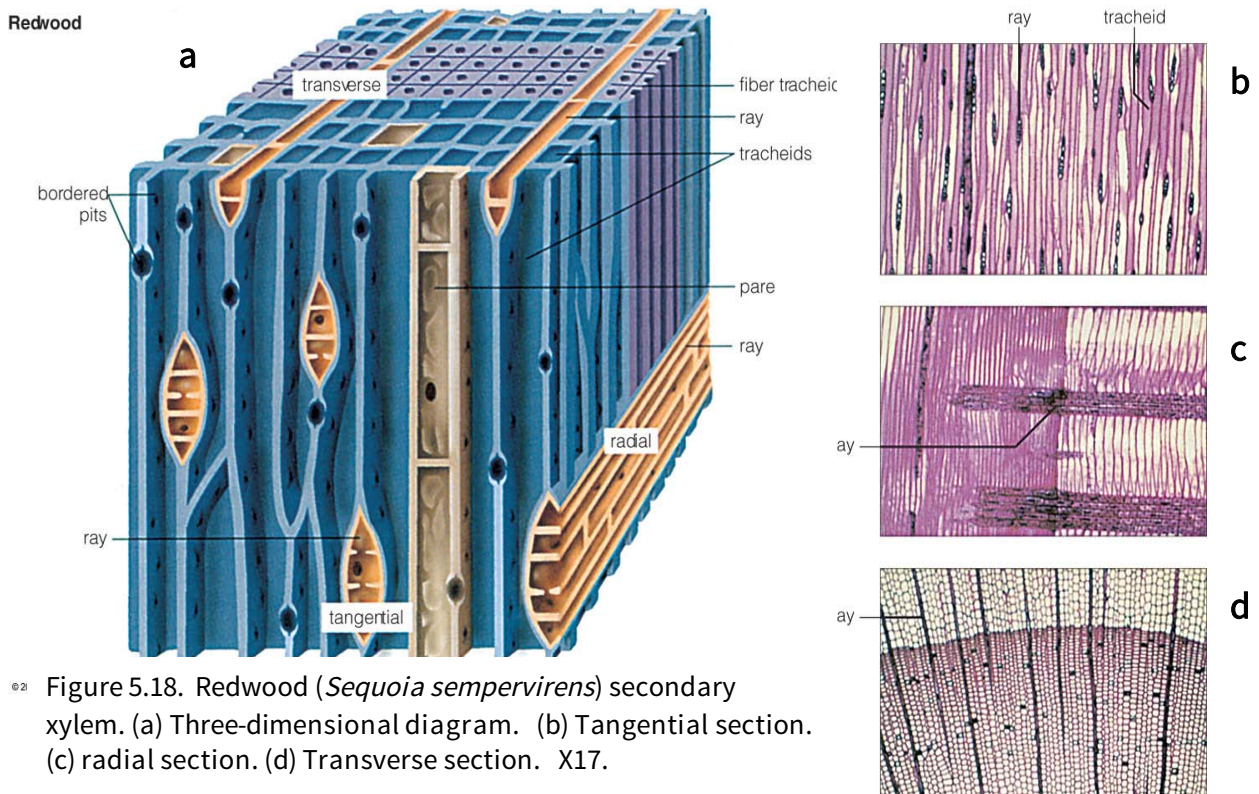 Redwood
a
transverse
fiber tracheid
ray
tracheids
bordered
pits
pare
ray
radial
ray
tangential
ray tracheid
b
c
ay
d
ay
Figure 5.18. Redwood (Sequoia sempervirens) secondary
xylem. (a) Three-dimensional diagram. (b) Tangential section.
(c) radial section. (d) Transverse section. X17.